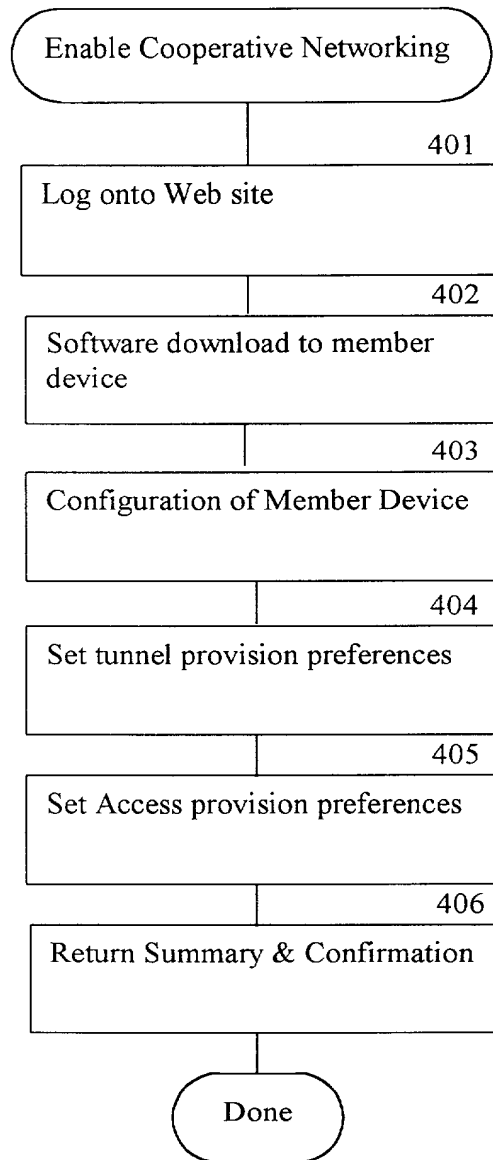 Enable Cooperative Networking
401
Log onto Web site
402
Software download to member
device
403
Configuration of Member Device
404
Set tunnel provision preferences
405
Set Access provision preferences
406
Return Summary & Confirmation
Done